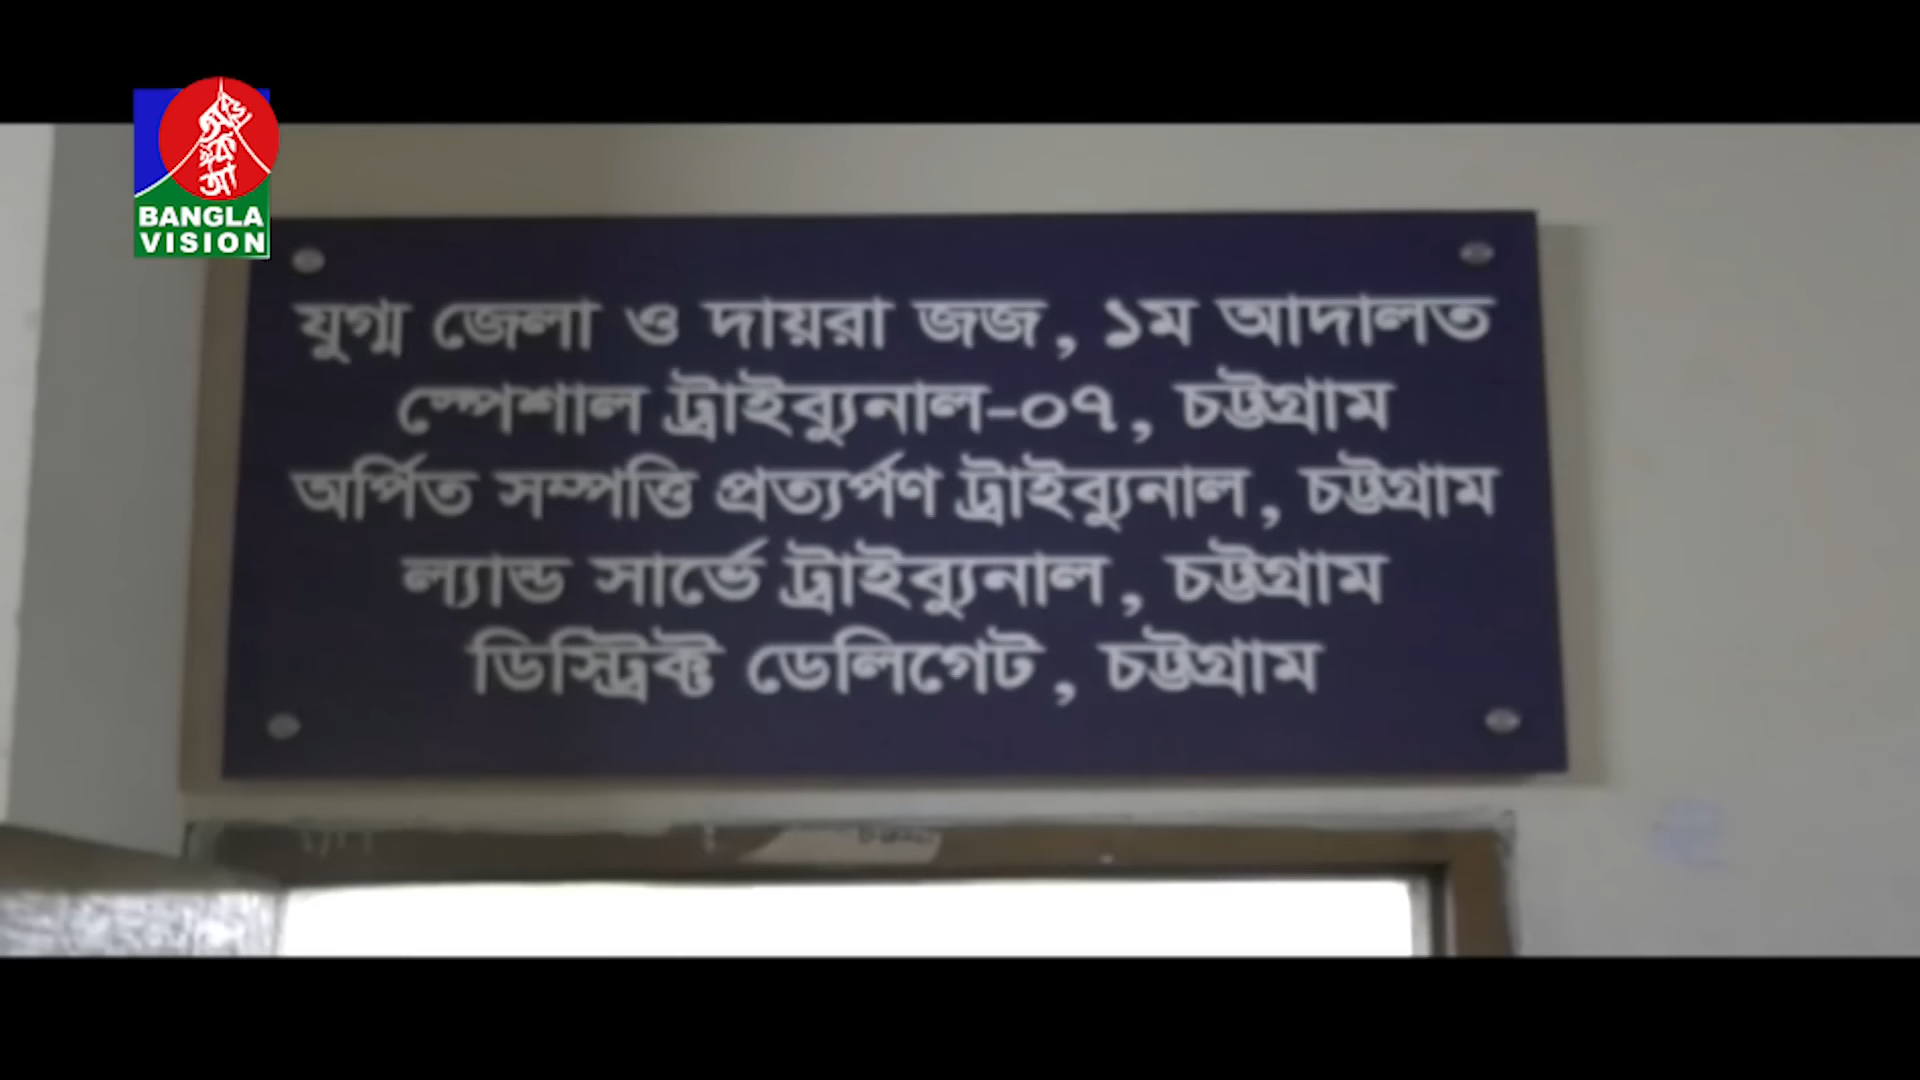 BANGLA
VISION
যুগ্ম জেলা ও দায়রা জজ, ১ম আদালত
স্পেশাল ট্রাইব্যুনাল-০৭, চট্টগ্রাম
অর্পিত সম্পত্তি প্রত্যর্পণ ট্রাইব্যুনাল, চট্টগ্রাম
ল্যান্ড সার্ভে ট্রাইব্যুনাল, চট্টগ্রাম
ডিস্ট্রিক্ট ডেলিগেট, চট্টগ্রাম